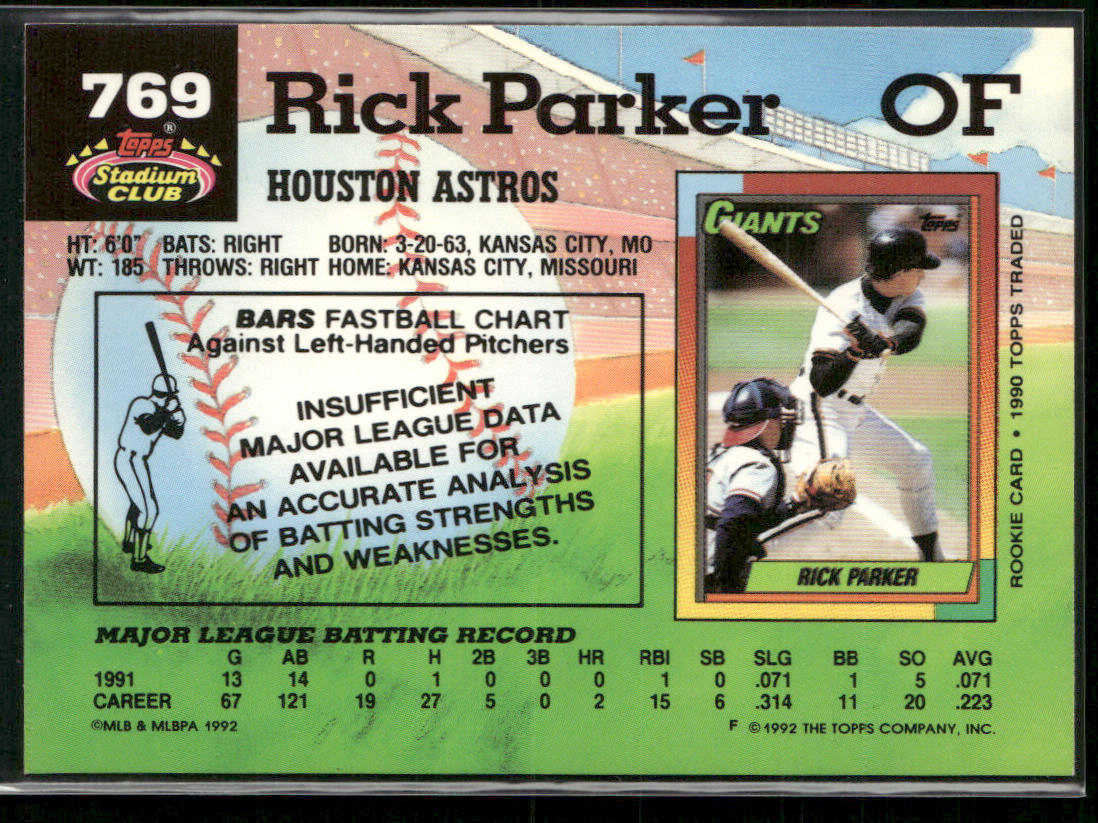 769
Rick Parker OF
TOPPS®
Stadium
CLUB
HOUSTON ASTROS
HT: 6'0" BATS: RIGHT BORN: 3-20-63, KANSAS CITY, MO
WT: 185 THROWS: RIGHT HOME: KANSAS CITY, MISSOURI
BARS FASTBALL CHART
Against Left-Handed Pitchers
INSUFFICIENT
MAJOR LEAGUE DATA
AVAILABLE FOR
AN ACCURATE ANALYSIS
OF BATTING STRENGTHS
AND WEAKNESSES.
GIANTS
TOPPS
RICK PARKER
ROOKIE CARD • 1990 TOPPS TRADED
MAJOR LEAGUE BATTING RECORD
G AB R H 2B 3B HR RBI SB SLG BB SO AVG
1991 13 14 0 1 0 0 0 1 0 .071 1 5 .071
CAREER 67 121 19 27 5 0 2 15 6 .314 11 20 .223
©MLB & MLBPA 1992
F ©1992 THE TOPPS COMPANY, INC.